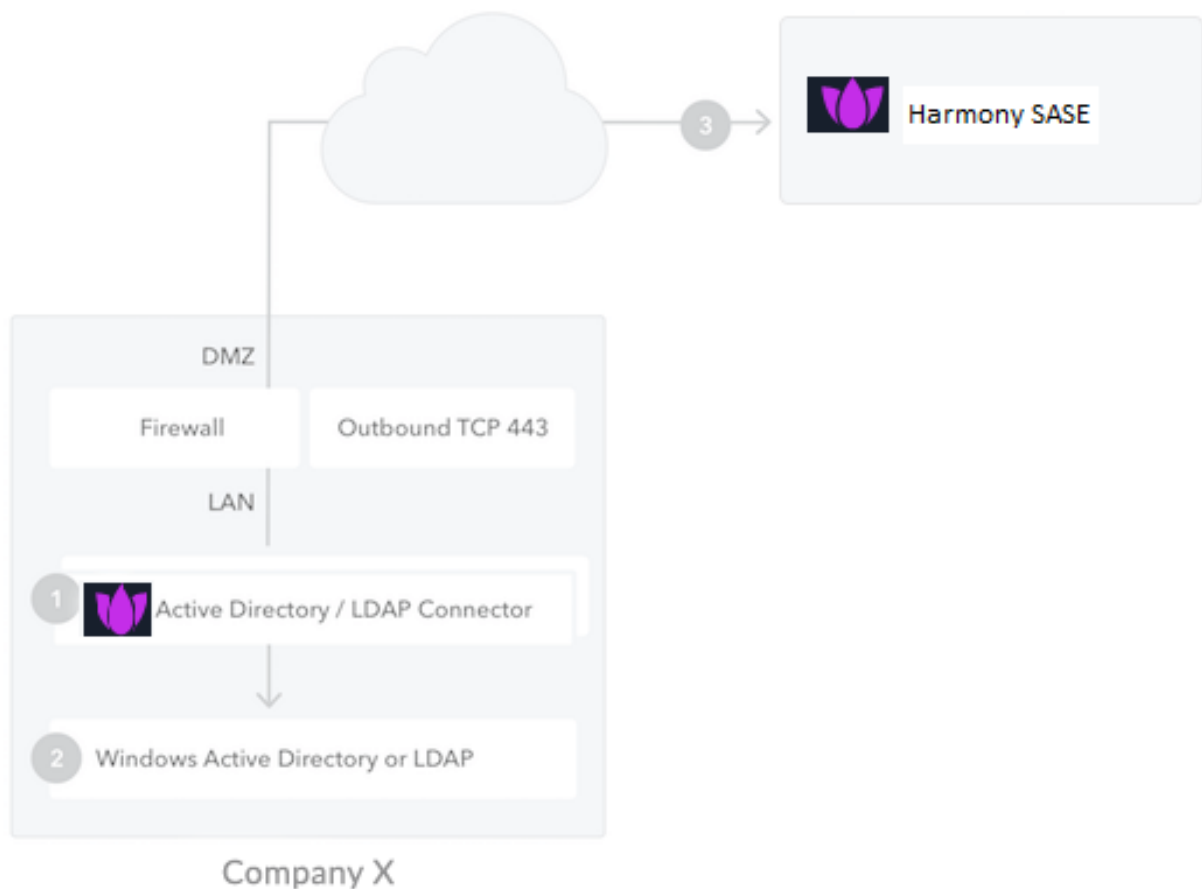 3
Harmony SASE
DMZ
Firewall
Outbound TCP 443
LAN
1
Active Directory / LDAP Connector
2
Windows Active Directory or LDAP
Company X